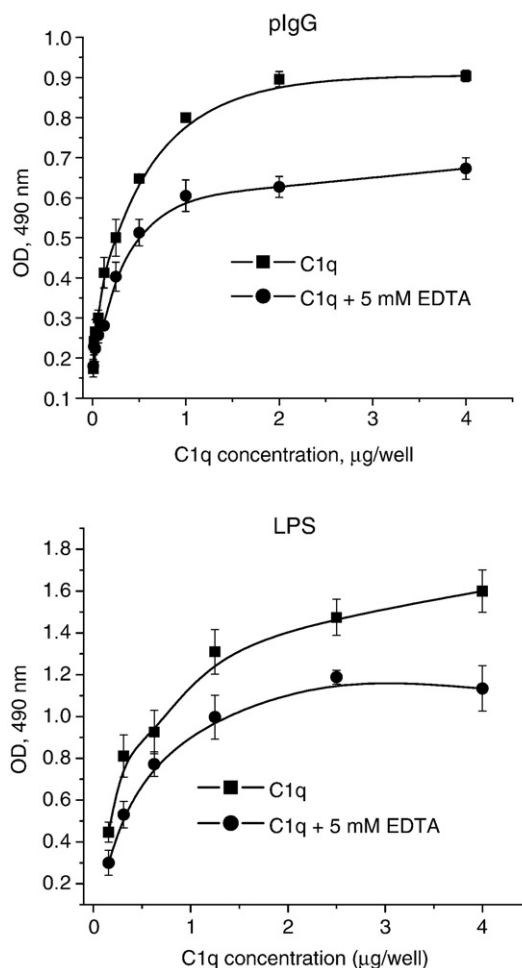 pIgG
1.0
0.9
0.8
0.7
0.6
0.5
0.4
0.3
0.2
0.1
OD, 490 nm
C1q
C1q + 5 mM EDTA
0 1 2 3 4
C1q concentration, μg/well
LPS
1.8
1.6
1.4
1.2
1.0
0.8
0.6
0.4
0.2
OD, 490 nm
C1q
C1q + 5 mM EDTA
0 1 2 3 4
C1q concentration (μg/well)